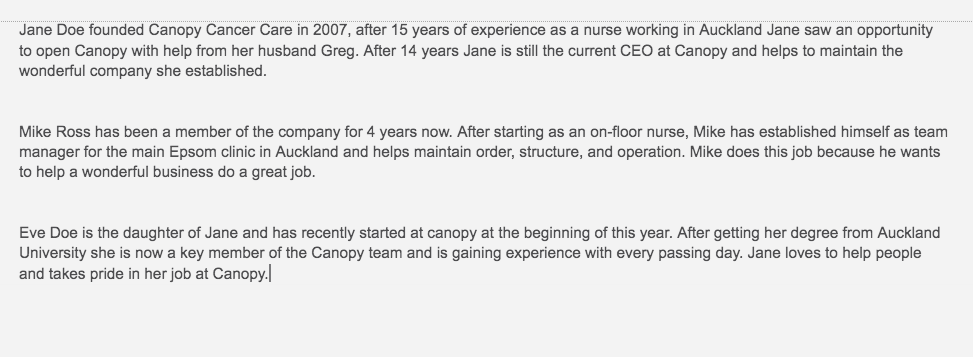 Jane Doe founded Canopy Cancer Care in 2007, after 15 years of experience as a nurse working in Auckland Jane saw an opportunity
to open Canopy with help from her husband Greg. After 14 years Jane is still the current CEO at Canopy and helps to maintain the
wonderful company she established.
Mike Ross has been a member of the company for 4 years now. After starting as an on-floor nurse, Mike has established himself as team
manager for the main Epsom clinic in Auckland and helps maintain order, structure, and operation. Mike does this job because he wants
to help a wonderful business do a great job.
Eve Doe is the daughter of Jane and has recently started at canopy at the beginning of this year. After getting her degree from Auckland
University she is now a key member of the Canopy team and is gaining experience with every passing day. Jane loves to help people
and takes pride in her job at Canopy.